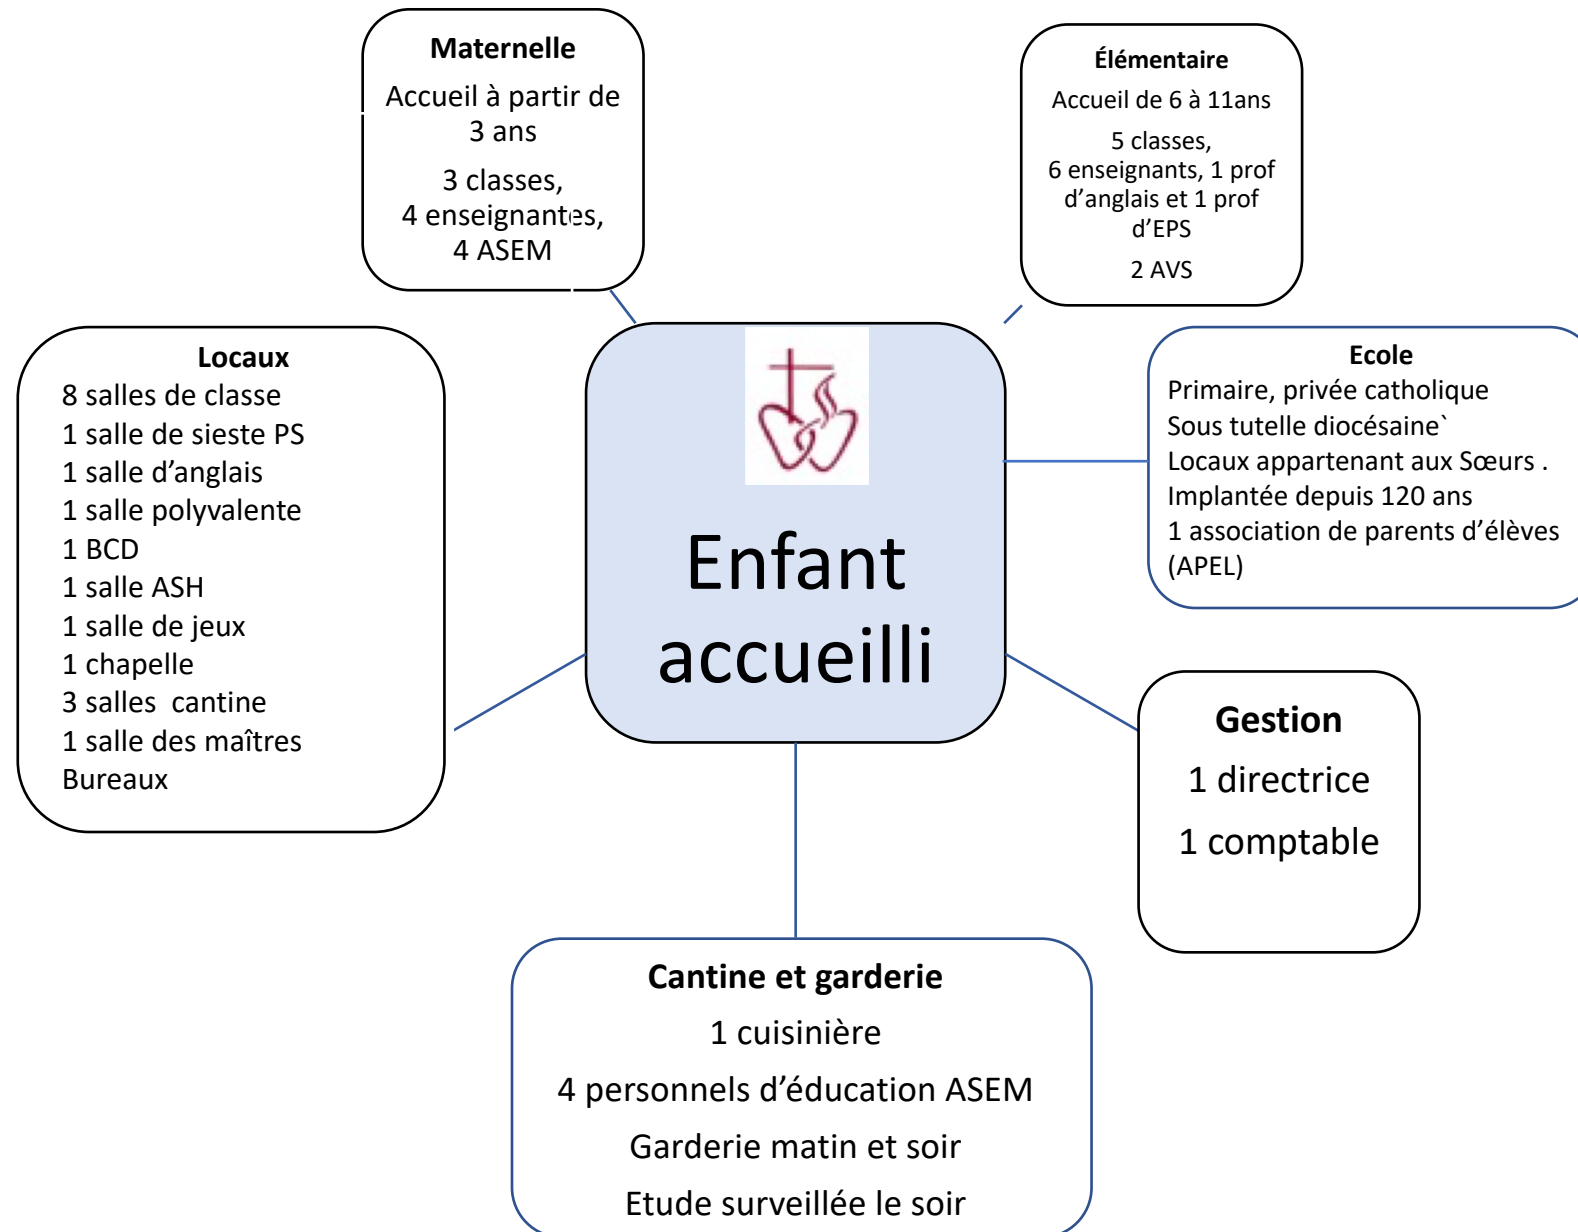 Maternelle
Accueil à partir de
3 ans
3 classes,
4 enseignantes,
4 ASEM
Élémentaire
Accueil de 6 à 11ans
5 classes,
6 enseignants, 1 prof
d’anglais et 1 prof
d’EPS
2 AVS
Locaux
8 salles de classe
1 salle de sieste PS
1 salle d’anglais
1 salle polyvalente
1 BCD
1 salle ASH
1 salle de jeux
1 chapelle
3 salles  cantine
1 salle des maîtres
Bureaux
Enfant
accueilli
Ecole
Primaire, privée catholique
Sous tutelle diocésaine`
Locaux appartenant aux Sœurs .
Implantée depuis 120 ans
1 association de parents d’élèves
(APEL)
Gestion
1 directrice
1 comptable
Cantine et garderie
1 cuisinière
4 personnels d’éducation ASEM
Garderie matin et soir
Etude surveillée le soir